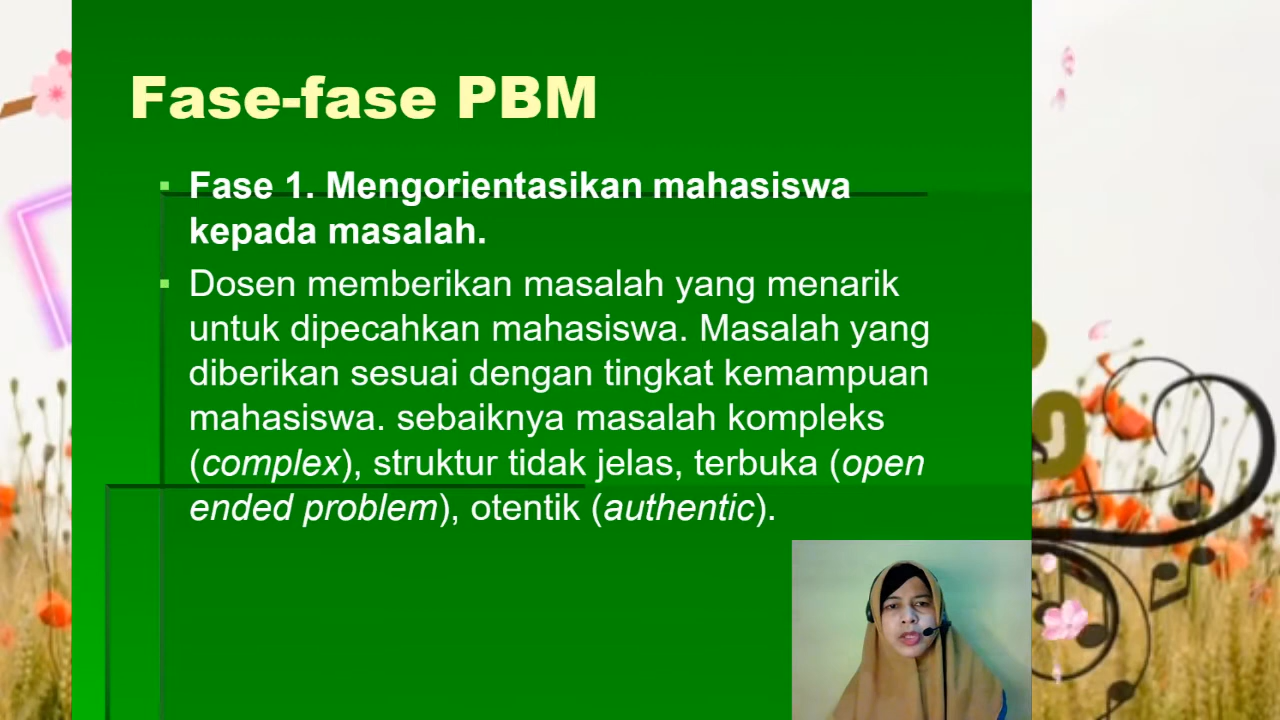 Fase-fase PBM
Fase 1. Mengorientasikan mahasiswa
kepada masalah.
Dosen memberikan masalah yang menarik
untuk dipecahkan mahasiswa. Masalah yang
diberikan sesuai dengan tingkat kemampuan
mahasiswa. sebaiknya masalah kompleks
(complex), struktur tidak jelas, terbuka (open
ended problem), otentik (authentic).